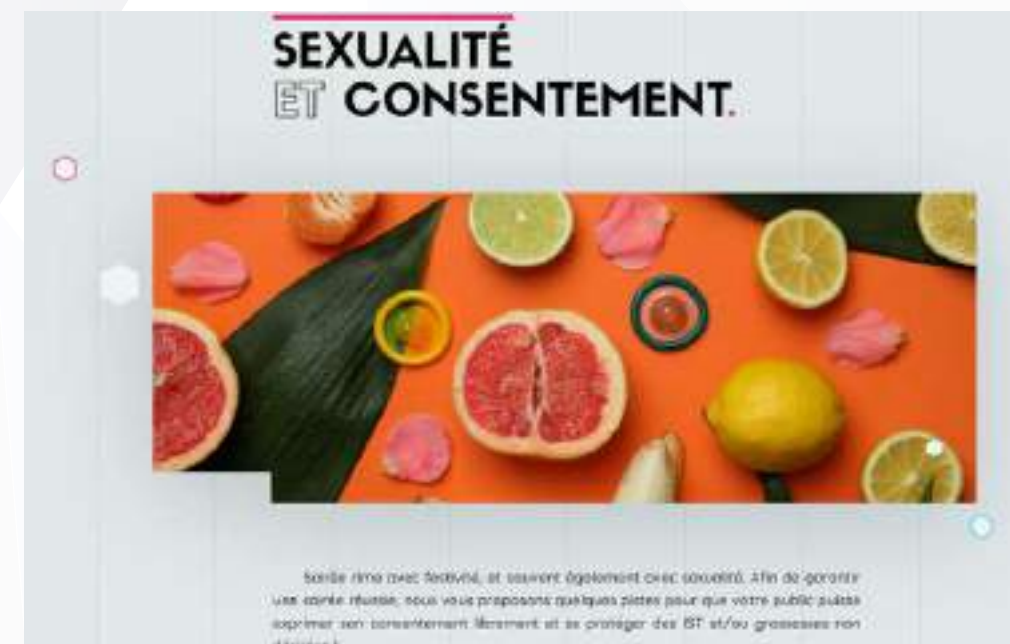 SEXUALITÉ
ET CONSENTEMENT.
Soirée rime avec festivité, et souvent également avec sexualité. Afin de garantir
une soirée réussie, nous vous proposons quelques pistes pour que votre public puisse
exprimer son consentement librement et se protéger des IST et/ou grossesses non